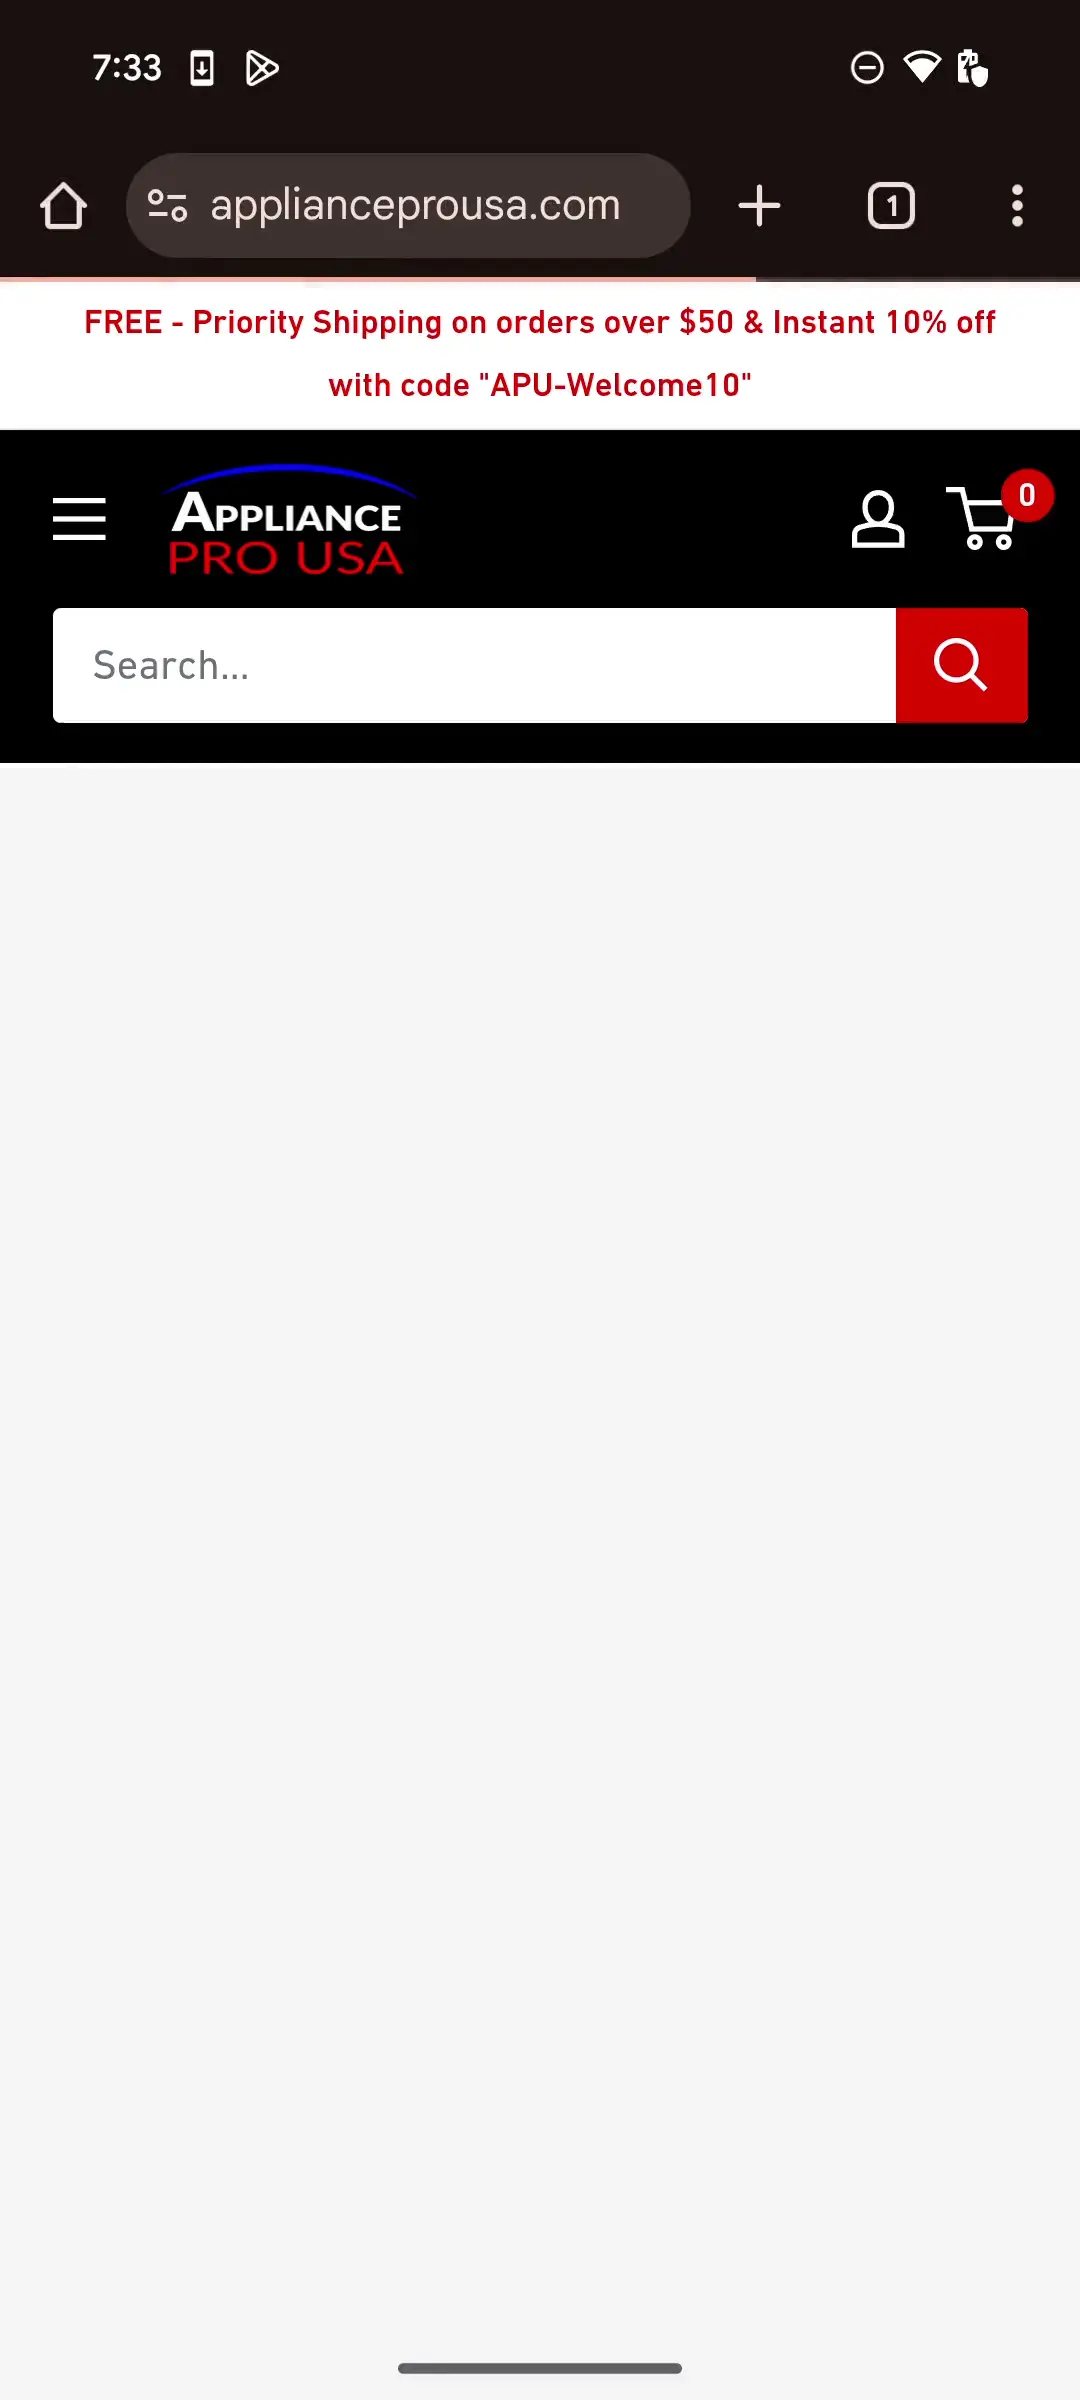 7:33
applianceprousa.com
1
FREE - Priority Shipping on orders over $50 & Instant 10% off
with code "APU-Welcome10"
APPLIANCE
PRO USA
0
Search...